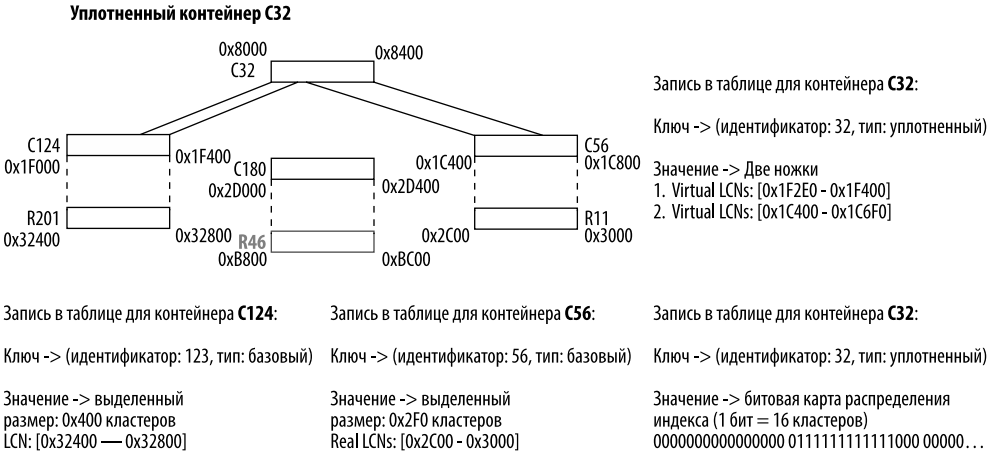 Уплотненный контейнер C32
0x8000
0x8400
C32
C124
0x1F000
0x1F400
C180
0x2D000
0x2D400
0x1C400
C56
0x1C800
R201
0x32400
0x32800
R46
0xB800
0xBC00
0x2C00
R11
0x3000
Запись в таблице для контейнера C32:
Ключ -> (идентификатор: 32, тип: уплотненный)
Значение -> Две ножки
1. Virtual LCNs: [0x1F2E0 - 0x1F400]
2. Virtual LCNs: [0x1C400 - 0x1C6F0]
Запись в таблице для контейнера C124:
Ключ -> (идентификатор: 123, тип: базовый)
Значение -> выделенный
размер: 0x400 кластеров
LCN: [0x32400 — 0x32800]
Запись в таблице для контейнера C56:
Ключ -> (идентификатор: 56, тип: базовый)
Значение -> выделенный
размер: 0x2F0 кластеров
Real LCNs: [0x2C00 - 0x3000]
Запись в таблице для контейнера C32:
Ключ -> (идентификатор: 32, тип: уплотненный)
Значение -> битовая карта распределения
индекса (1 бит = 16 кластеров)
0000000000000000 0111111111111000 00000...